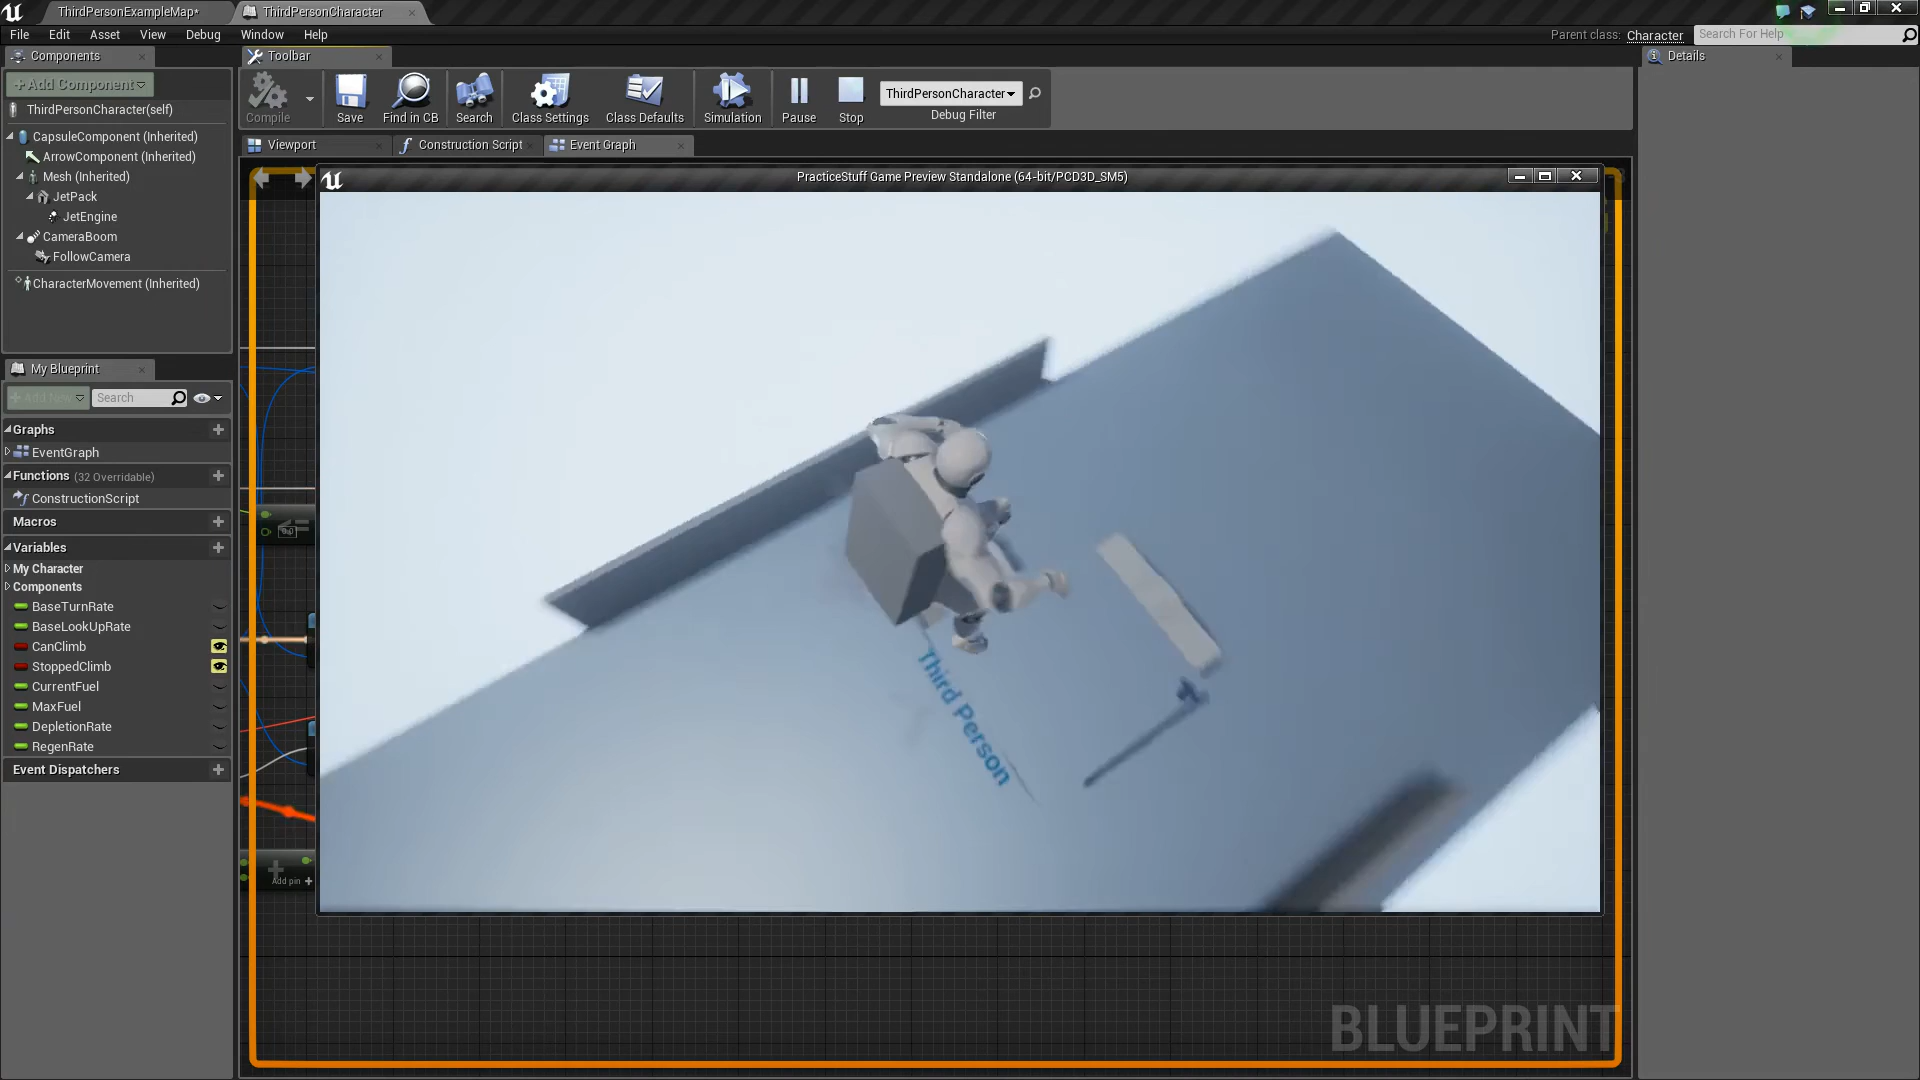 ThirdPersonExampleMap*
ThirdPersonCharacter
File Edit Asset View Debug Window Help
Parent class: Character
Search For Help
Components
Toolbar
Details
+Add Component
ThirdPersonCharacter(self)
CapsuleComponent (Inherited)
ArrowComponent (Inherited)
Mesh (Inherited)
JetPack
JetEngine
CameraBoom
FollowCamera
CharacterMovement (Inherited)
Compile
Save
Find in CB
Search
Class Settings
Class Defaults
Simulation
Pause
Stop
ThirdPersonCharacter
Debug Filter
Viewport
Construction Script
Event Graph
PracticeStuff Game Preview Standalone (64-bit/PCD3D_SM5)
My Blueprint
+Add New
Search
Graphs
EventGraph
Functions (32 Overridable)
ConstructionScript
Macros
Variables
My Character
Components
BaseTurnRate
BaseLookUpRate
CanClimb
StoppedClimb
CurrentFuel
MaxFuel
DepletionRate
RegenRate
Event Dispatchers
Third Person
Add pin +
BLUEPRINT